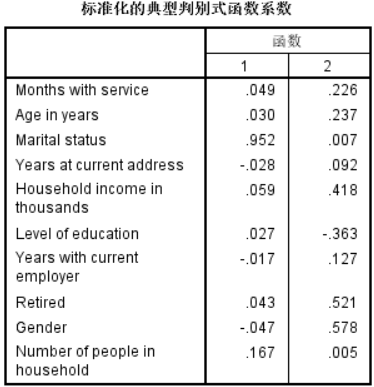 标准化的典型判别式函数系数
函数
1 2
Months with service .049 .226
Age in years .030 .237
Marital status .952 .007
Years at current address -.028 .092
Household income in .059 .418
thousands
Level of education .027 -.363
Years with current -.017 .127
employer
Retired .043 .521
Gender -.047 .578
Number of people in .167 .005
household